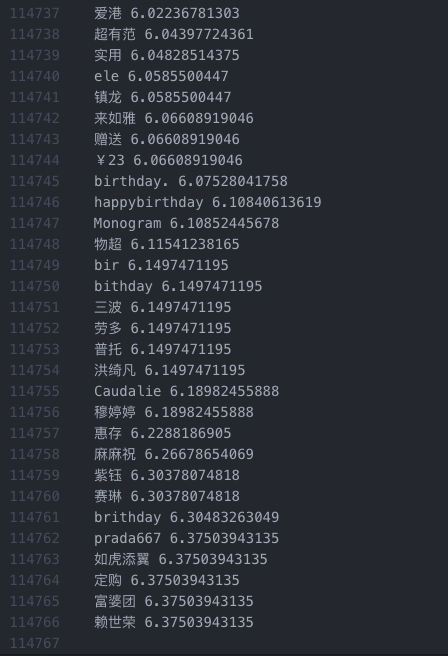 114737 爱港 6.02236781303
114738 超有范 6.04397724361
114739 实用 6.04828514375
114740 ele 6.0585500447
114741 镇龙 6.0585500447
114742 来如雅 6.06608919046
114743 赠送 6.06608919046
114744 ￥23 6.06608919046
114745 birthday. 6.07528041758
114746 happybirthday 6.10840613619
114747 Monogram 6.10852445678
114748 物超 6.11541238165
114749 bir 6.1497471195
114750 bithday 6.1497471195
114751 三波 6.1497471195
114752 劳多 6.1497471195
114753 普托 6.1497471195
114754 洪绮凡 6.1497471195
114755 Caudalie 6.18982455888
114756 穆婷婷 6.18982455888
114757 惠存 6.2288186905
114758 麻麻祝 6.26678654069
114759 紫钰 6.30378074818
114760 赛琳 6.30378074818
114761 brithday 6.30483263049
114762 prada667 6.37503943135
114763 如虎添翼 6.37503943135
114764 定购 6.37503943135
114765 富婆团 6.37503943135
114766 赖世荣 6.37503943135
114767